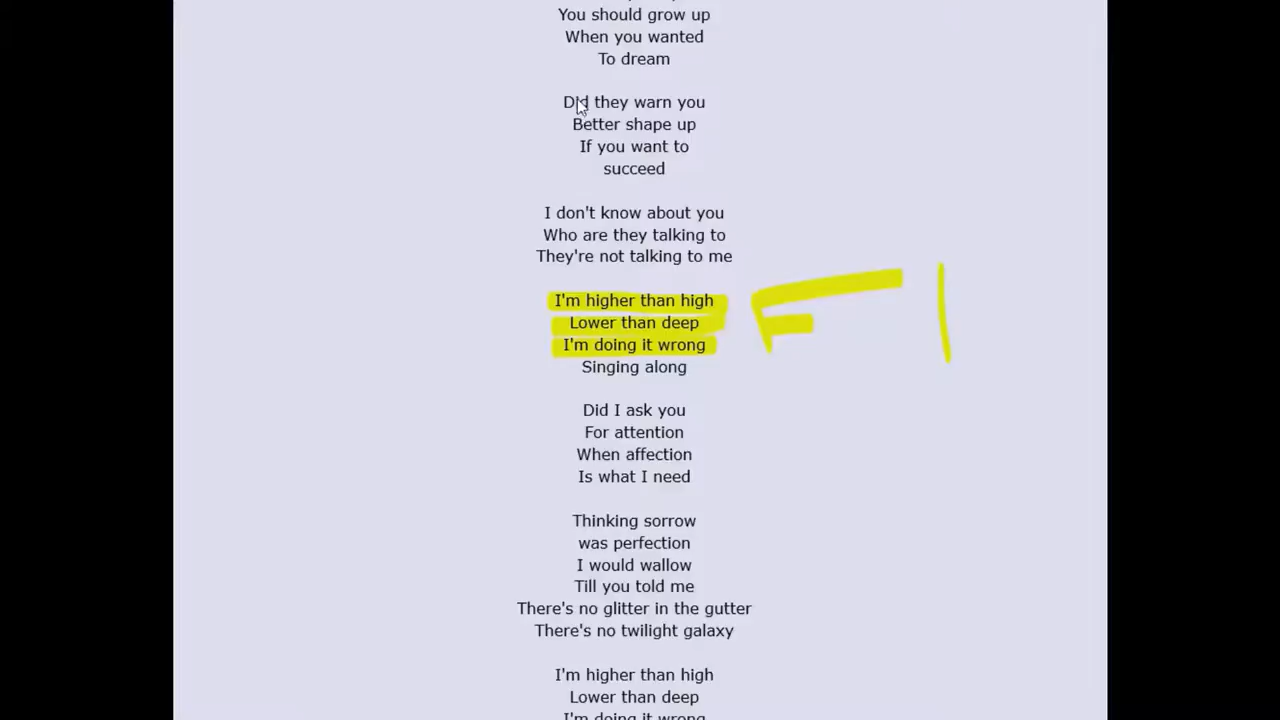 You should grow up
When you wanted
To dream
Did they warn you
Better shape up
If you want to
succeed
I don't know about you
Who are they talking to
They're not talking to me
I'm higher than high
Lower than deep
I'm doing it wrong
Singing along
F |
Did I ask you
For attention
When affection
Is what I need
Thinking sorrow
was perfection
I would wallow
Till you told me
There's no glitter in the gutter
There's no twilight galaxy
I'm higher than high
Lower than deep
I'm doing it wrong